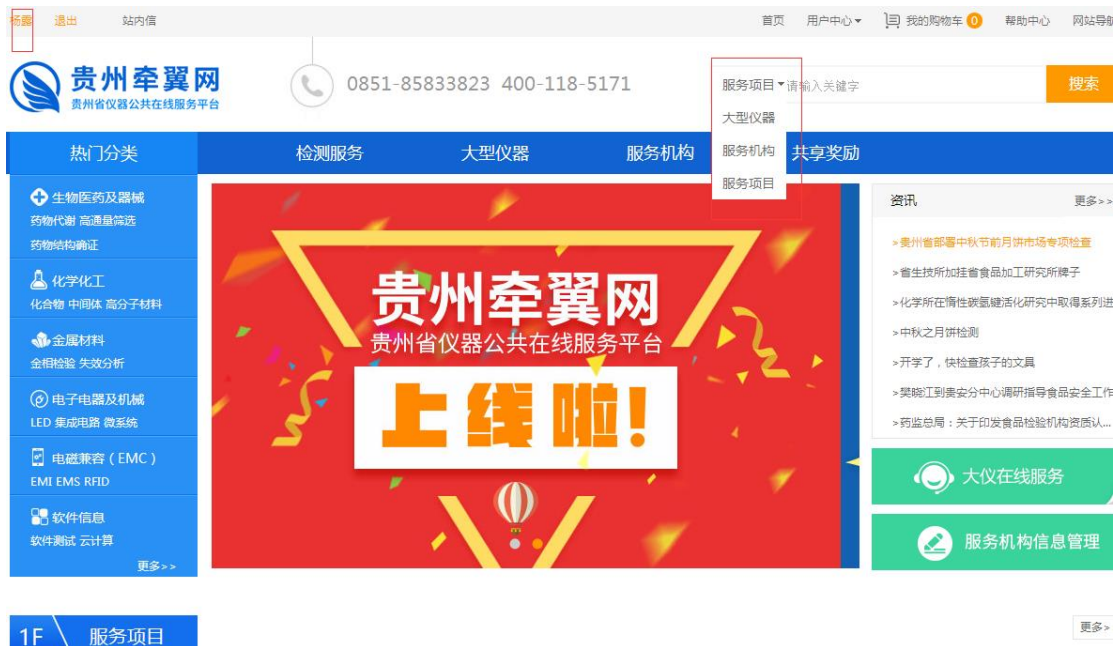 杨露 退出 站内信 首页 用户中心 我的购物车 0 帮助中心 网站导航
贵州牵翼网
贵州省仪器公共在线服务平台
0851-85833823 400-118-5171
服务项目 请输入关键字 搜索
大型仪器
服务机构
服务项目
热门分类 检测服务 大型仪器 服务机构 共享奖励
生物医药及器械
药物代谢 高通量筛选
药物结构确证
化学化工
化合物 中间体 高分子材料
金属材料
金相检验 失效分析
电子电器及机械
LED 集成电路 微系统
电磁兼容（EMC）
EMI EMS RFID
软件信息
软件测试 云计算
更多>>
贵州牵翼网
贵州省仪器公共在线服务平台
上线啦!
资讯 更多>>
>贵州省部署中秋节前月饼市场专项检查
>省生技所加挂省食品加工研究所牌子
>化学所在惰性碳氢键活化研究中取得系列进
>中秋之月饼检测
>开学了，快检查孩子的文具
>樊晓江到贵安分中心调研指导食品安全工作
>药监总局：关于印发食品检验机构资质认...
大仪在线服务
服务机构信息管理
1F 服务项目 更多>